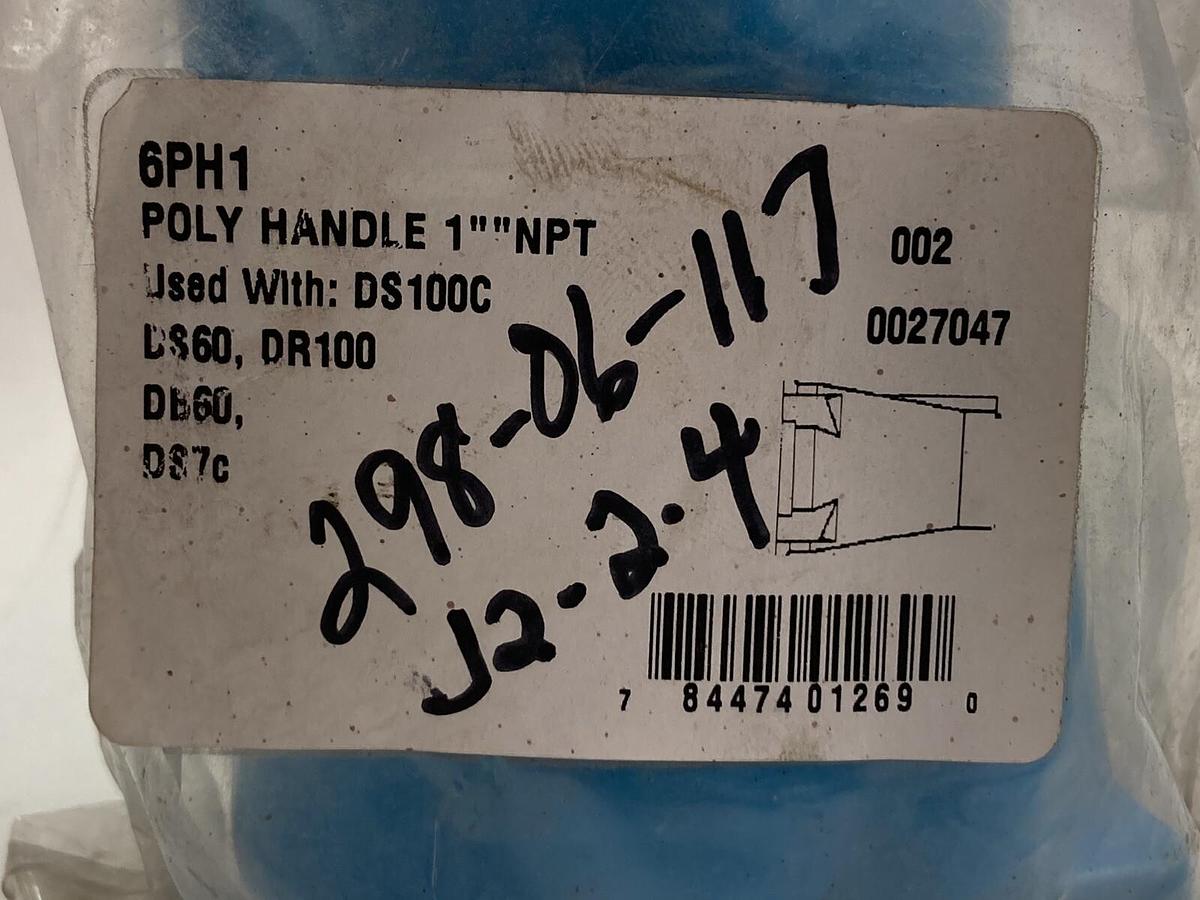 6PH1
POLY HANDLE 1""NPT
Used With: DS100C
DS60, DR100
DB60,
DS7c
002
0027047
298-06-117
J2-2-4
7 84474 01269 0